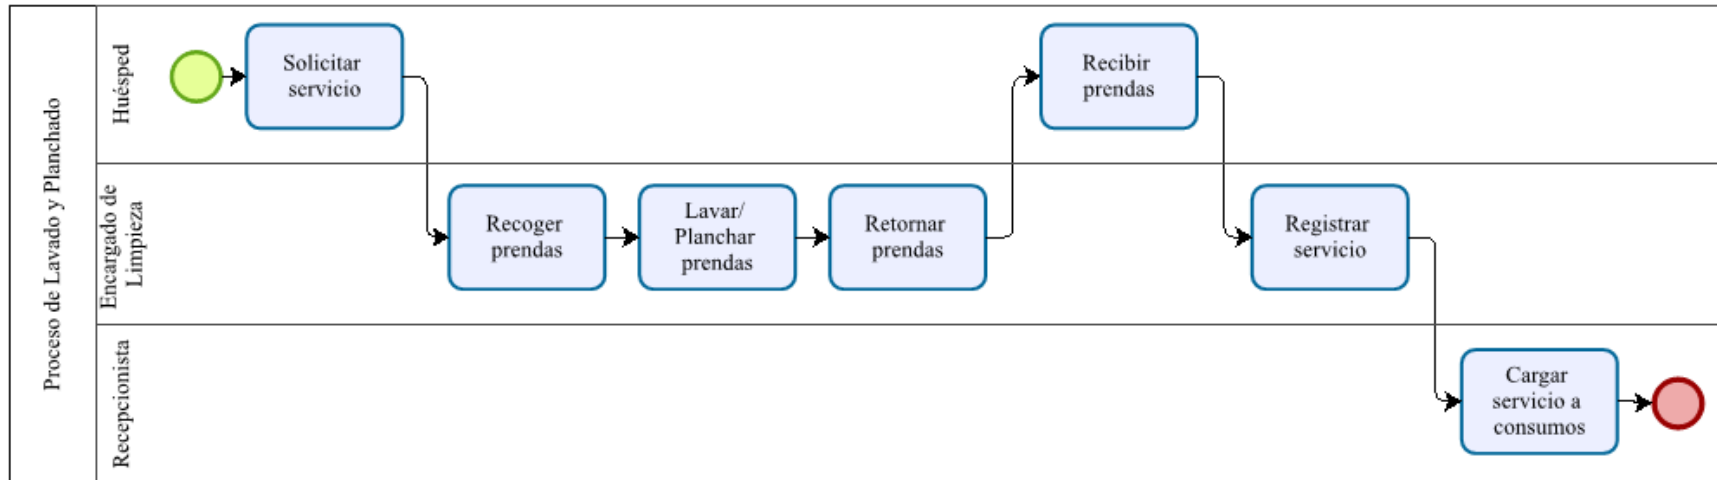 Proceso de Lavado y Planchado
Huésped
Solicitar
servicio
Recibir
prendas
Encargado de
Limpieza
Recoger
prendas
Lavar/
Planchar
prendas
Retornar
prendas
Registrar
servicio
Recepcionista
Cargar
servicio a
consumos